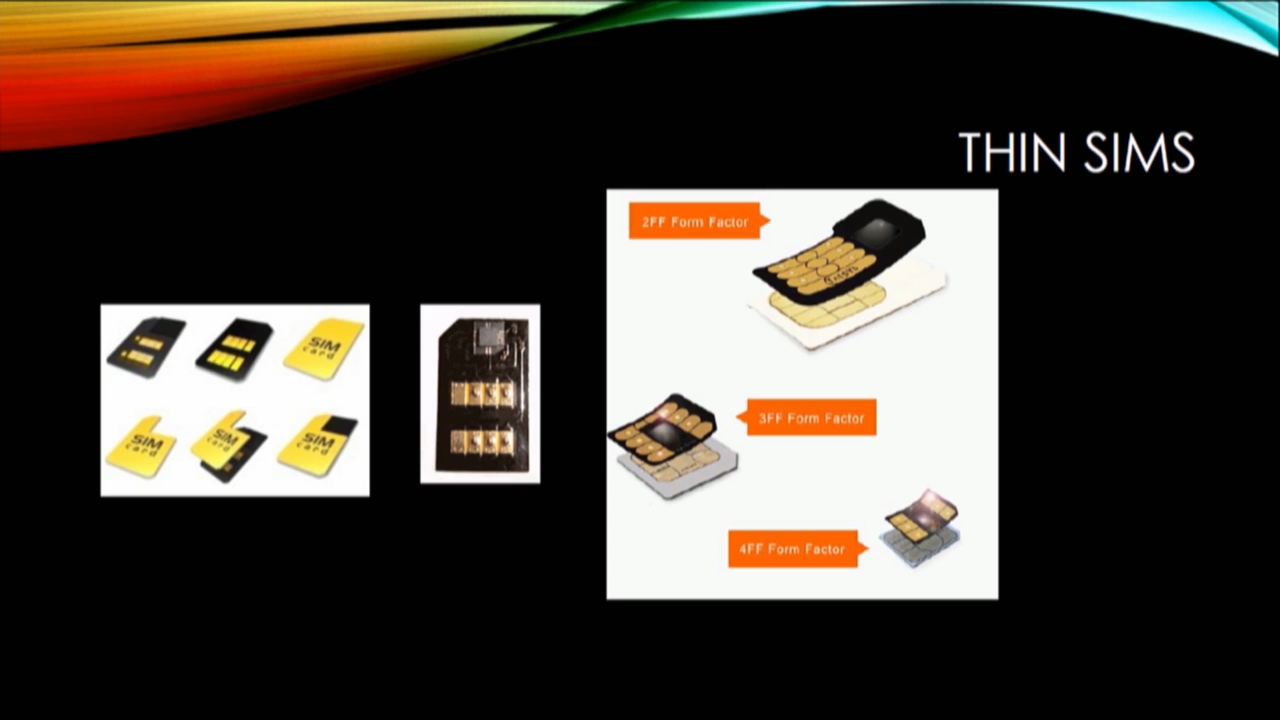 THIN SIMS
2FF Form Factor
SIM
card
SIM
card
SIM
card
SIM
card
3FF Form Factor
4FF Form Factor